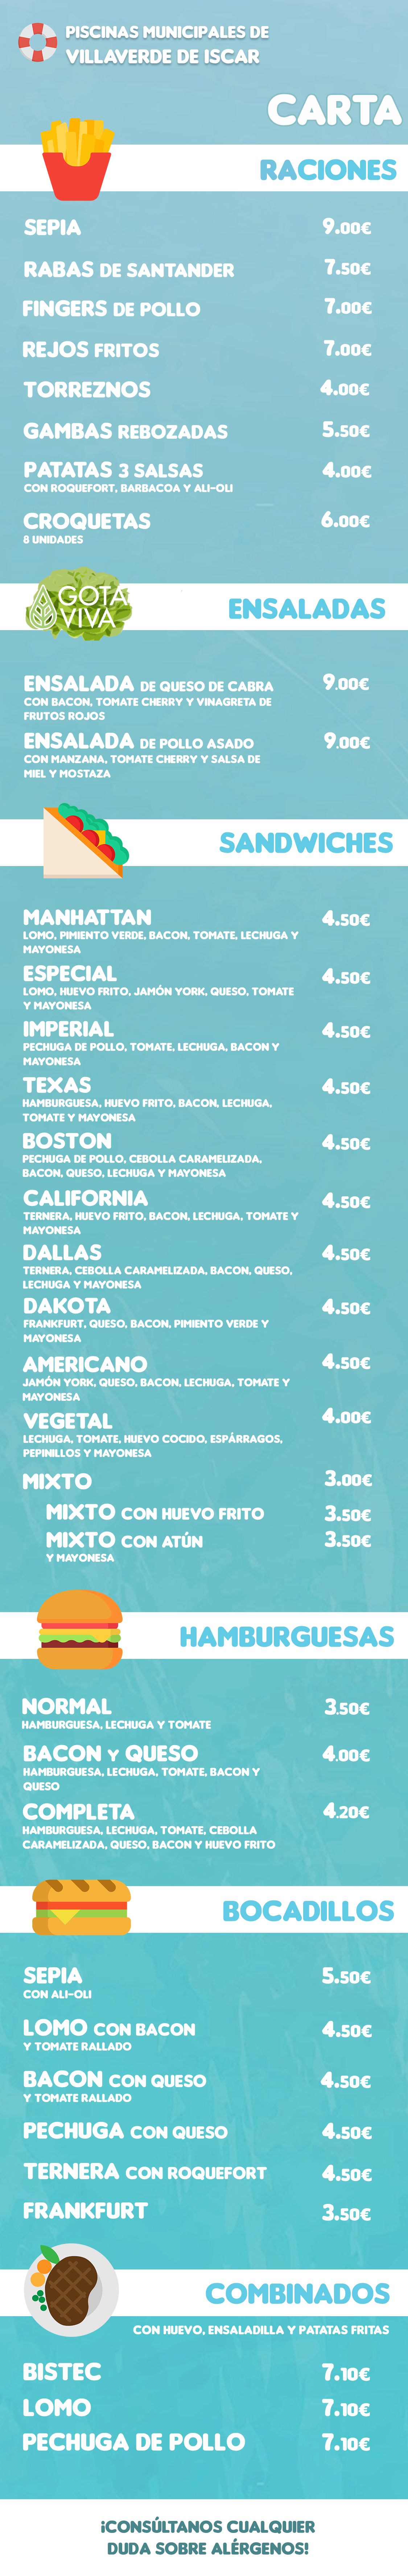 PISCINAS MUNICIPALES DE
VILLAVERDE DE ISCAR
CARTA
RACIONES
SEPIA 9.00€
RABAS DE SANTANDER 7.50€
FINGERS DE POLLO 7.00€
REJOS FRITOS 7.00€
TORREZNOS 4.00€
GAMBAS REBOZADAS 5.50€
PATATAS 3 SALSAS 4.00€
CON ROQUEFORT, BARBACOA Y ALI-OLI
CROQUETAS 6.00€
8 UNIDADES
GOTA
VIVA
ENSALADAS
ENSALADA DE QUESO DE CABRA 9.00€
CON BACON, TOMATE CHERRY Y VINAGRETA DE
FRUTOS ROJOS
ENSALADA DE POLLO ASADO 9.00€
CON MANZANA, TOMATE CHERRY Y SALSA DE
MIEL Y MOSTAZA
SANDWICHES
MANHATTAN 4.50€
LOMO, PIMIENTO VERDE, BACON, TOMATE, LECHUGA Y
MAYONESA
ESPECIAL 4.50€
LOMO, HUEVO FRITO, JAMÓN YORK, QUESO, TOMATE
Y MAYONESA
IMPERIAL 4.50€
PECHUGA DE POLLO, TOMATE, LECHUGA, BACON Y
MAYONESA
TEXAS 4.50€
HAMBURGUESA, HUEVO FRITO, BACON, LECHUGA,
TOMATE Y MAYONESA
BOSTON 4.50€
PECHUGA DE POLLO, CEBOLLA CARAMELIZADA,
BACON, QUESO, LECHUGA Y MAYONESA
CALIFORNIA 4.50€
TERNERA, HUEVO FRITO, BACON, LECHUGA, TOMATE Y
MAYONESA
DALLAS 4.50€
TERNERA, CEBOLLA CARAMELIZADA, BACON, QUESO,
LECHUGA Y MAYONESA
DAKOTA 4.50€
FRANKFURT, QUESO, BACON, PIMIENTO VERDE Y
MAYONESA
AMERICANO 4.50€
JAMÓN YORK, QUESO, BACON, LECHUGA, TOMATE Y
MAYONESA
VEGETAL 4.00€
LECHUGA, TOMATE, HUEVO COCIDO, ESPÁRRAGOS,
PEPINILLOS Y MAYONESA
MIXTO 3.00€
MIXTO CON HUEVO FRITO 3.50€
MIXTO CON ATÚN 3.50€
Y MAYONESA
HAMBURGUESAS
NORMAL 3.50€
HAMBURGUESA, LECHUGA Y TOMATE
BACON Y QUESO 4.00€
HAMBURGUESA, LECHUGA, TOMATE, BACON Y
QUESO
COMPLETA 4.20€
HAMBURGUESA, LECHUGA, TOMATE, CEBOLLA
CARAMELIZADA, QUESO, BACON Y HUEVO FRITO
BOCADILLOS
SEPIA 5.50€
CON ALI-OLI
LOMO CON BACON 4.50€
Y TOMATE RALLADO
BACON CON QUESO 4.50€
Y TOMATE RALLADO
PECHUGA CON QUESO 4.50€
TERNERA CON ROQUEFORT 4.50€
FRANKFURT 3.50€
COMBINADOS
CON HUEVO, ENSALADILLA Y PATATAS FRITAS
BISTEC 7.10€
LOMO 7.10€
PECHUGA DE POLLO 7.10€
¡CONSÚLTANOS CUALQUIER
DUDA SOBRE ALÉRGENOS!